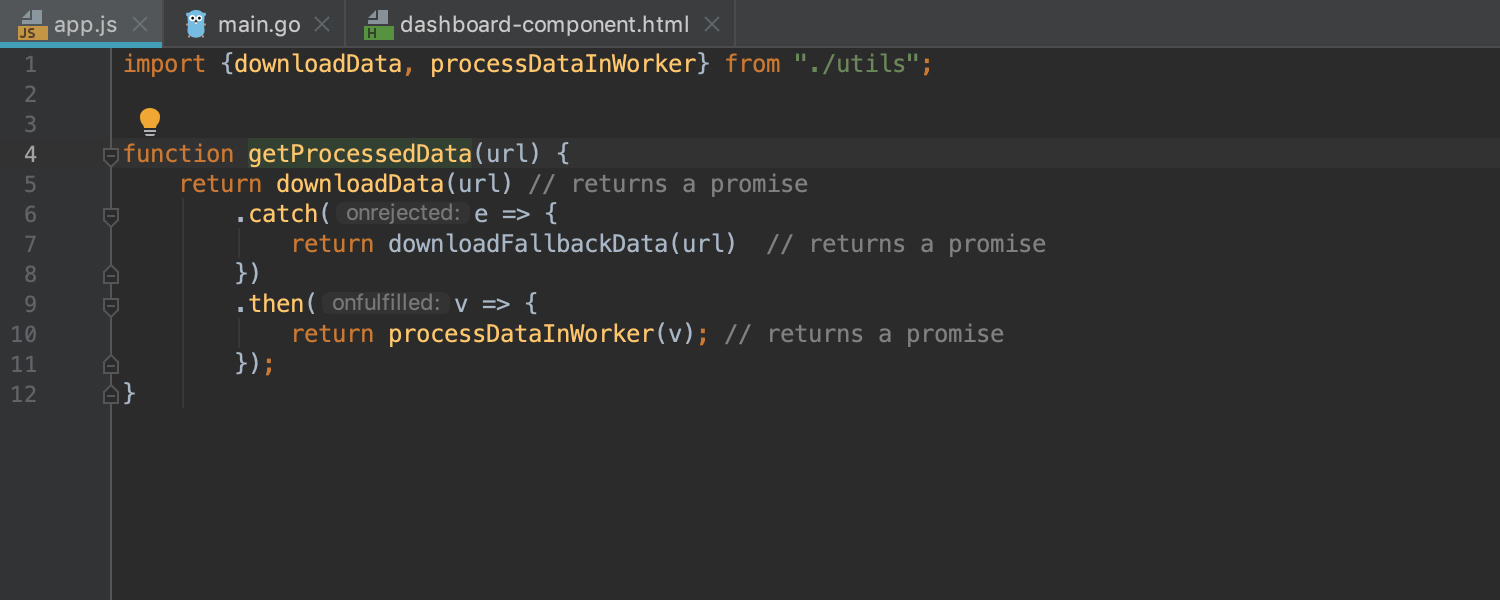 JS app.js
main.go
H dashboard-component.html
1 import {downloadData, processDataInWorker} from "./utils";
2
3
4 function getProcessedData(url) {
5 return downloadData(url) // returns a promise
6 .catch( onrejected: e => {
7 return downloadFallbackData(url)  // returns a promise
8 })
9 .then( onfulfilled: v => {
10 return processDataInWorker(v); // returns a promise
11 });
12 }